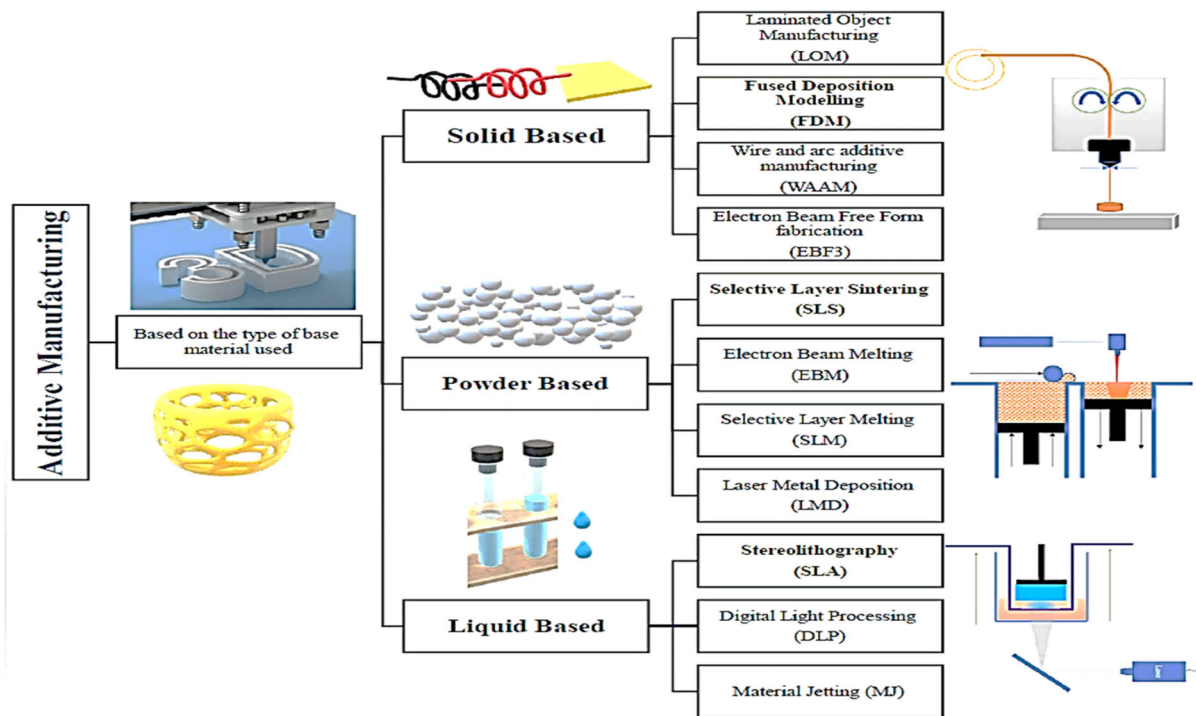 Additive Manufacturing
Based on the type of base
material used
Solid Based
Laminated Object
Manufacturing
(LOM)
Fused Deposition
Modelling
(FDM)
Wire and arc additive
manufacturing
(WAAM)
Electron Beam Free Form
fabrication
(EBF3)
Powder Based
Selective Layer Sintering
(SLS)
Electron Beam Melting
(EBM)
Selective Layer Melting
(SLM)
Laser Metal Deposition
(LMD)
Liquid Based
Stereolithography
(SLA)
Digital Light Processing
(DLP)
Material Jetting (MJ)
Laser
3D